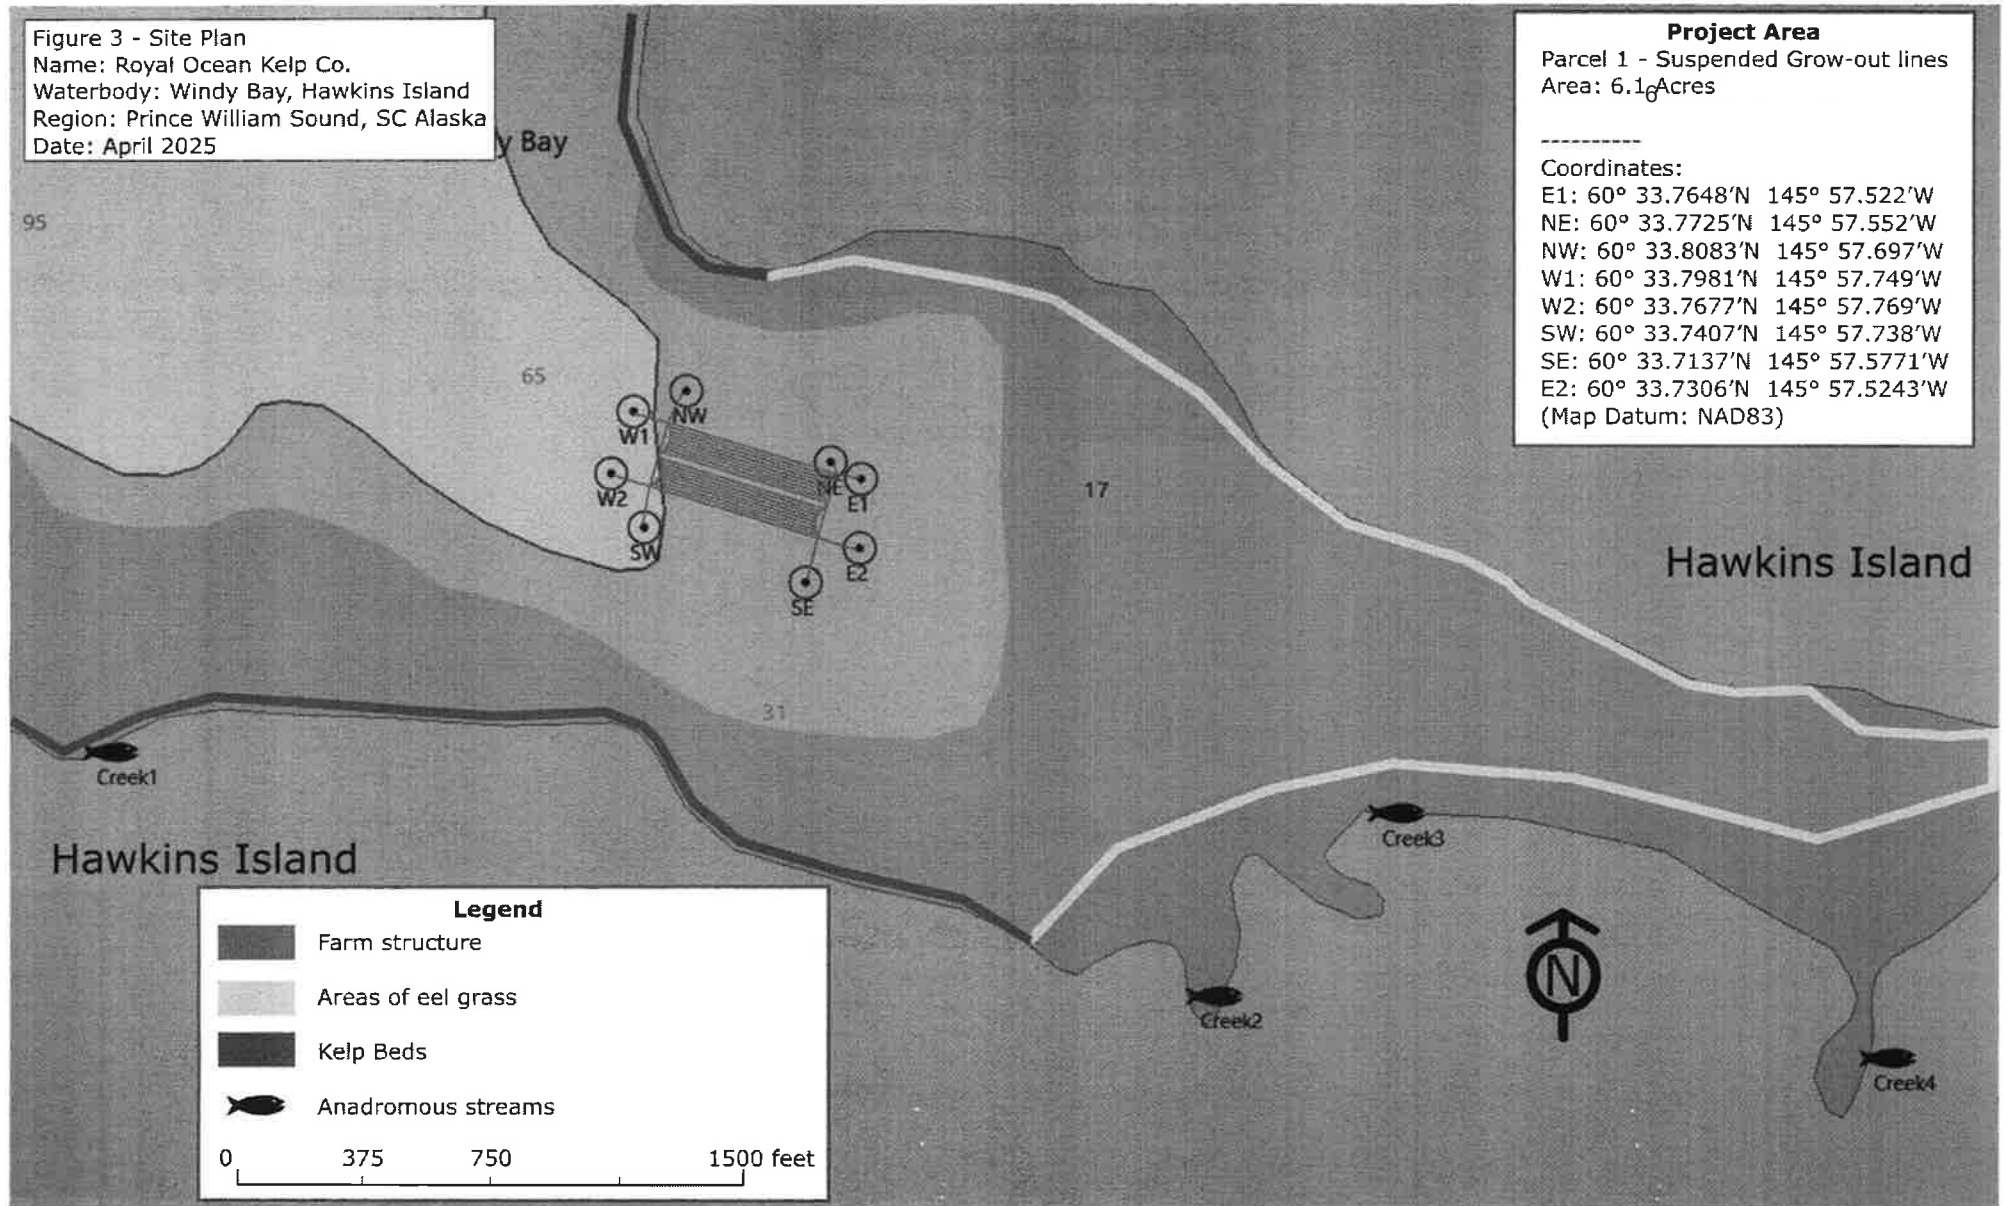 Figure 3 - Site Plan
Name: Royal Ocean Kelp Co.
Waterbody: Windy Bay, Hawkins Island
Region: Prince William Sound, SC Alaska
Date: April 2025
y Bay
Project Area
Parcel 1 - Suspended Grow-out lines
Area: 6.16 Acres
----------
Coordinates:
E1: 60° 33.7648'N 145° 57.522'W
NE: 60° 33.7725'N 145° 57.552'W
NW: 60° 33.8083'N 145° 57.697'W
W1: 60° 33.7981'N 145° 57.749'W
W2: 60° 33.7677'N 145° 57.769'W
SW: 60° 33.7407'N 145° 57.738'W
SE: 60° 33.7137'N 145° 57.5771'W
E2: 60° 33.7306'N 145° 57.5243'W
(Map Datum: NAD83)
95
65
NW
W1
W2
NE
E1
SW
E2
SE
17
31
Hawkins Island
Creek1
Hawkins Island
Creek3
Creek2
Creek4
N
Legend
Farm structure
Areas of eel grass
Kelp Beds
Anadromous streams
0 375 750 1500 feet